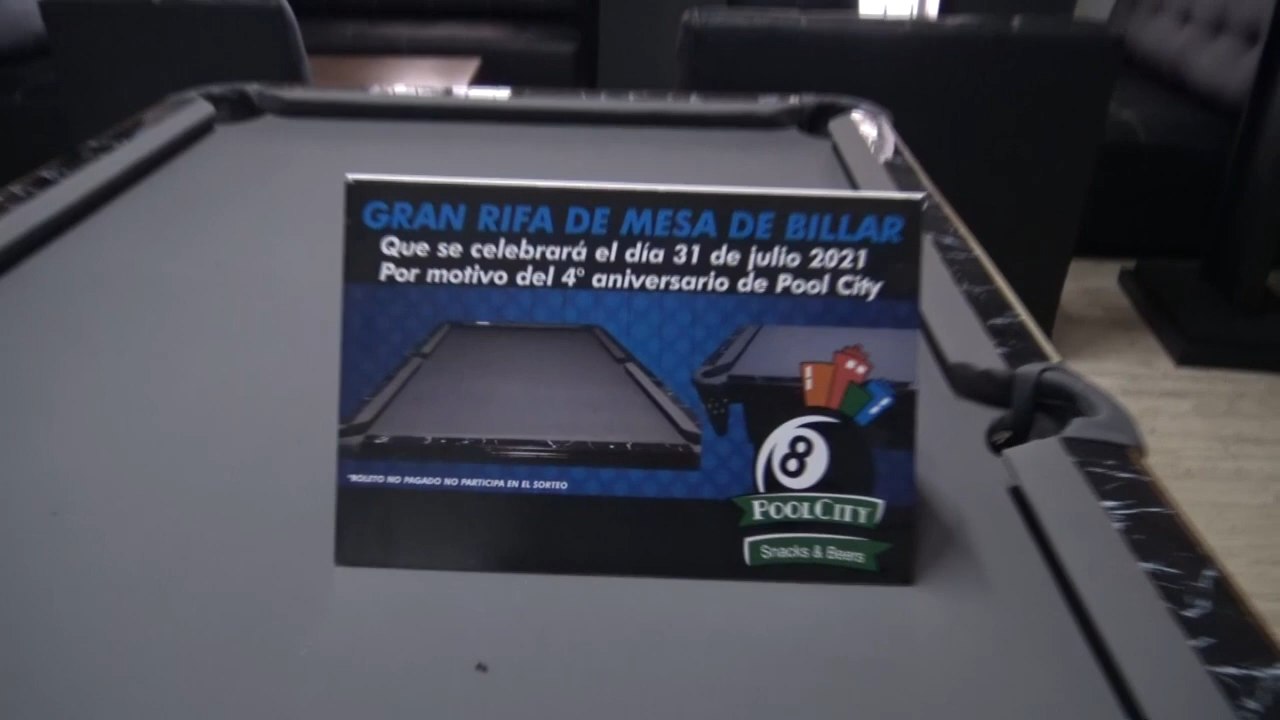 GRAN RIFA DE MESA DE BILLAR
Que se celebrará el día 31 de julio 2021
Por motivo del 4º aniversario de Pool City
*BOLETO NO PAGADO NO PARTICIPA EN EL SORTEO
8
POOLCITY
Snacks & Beers